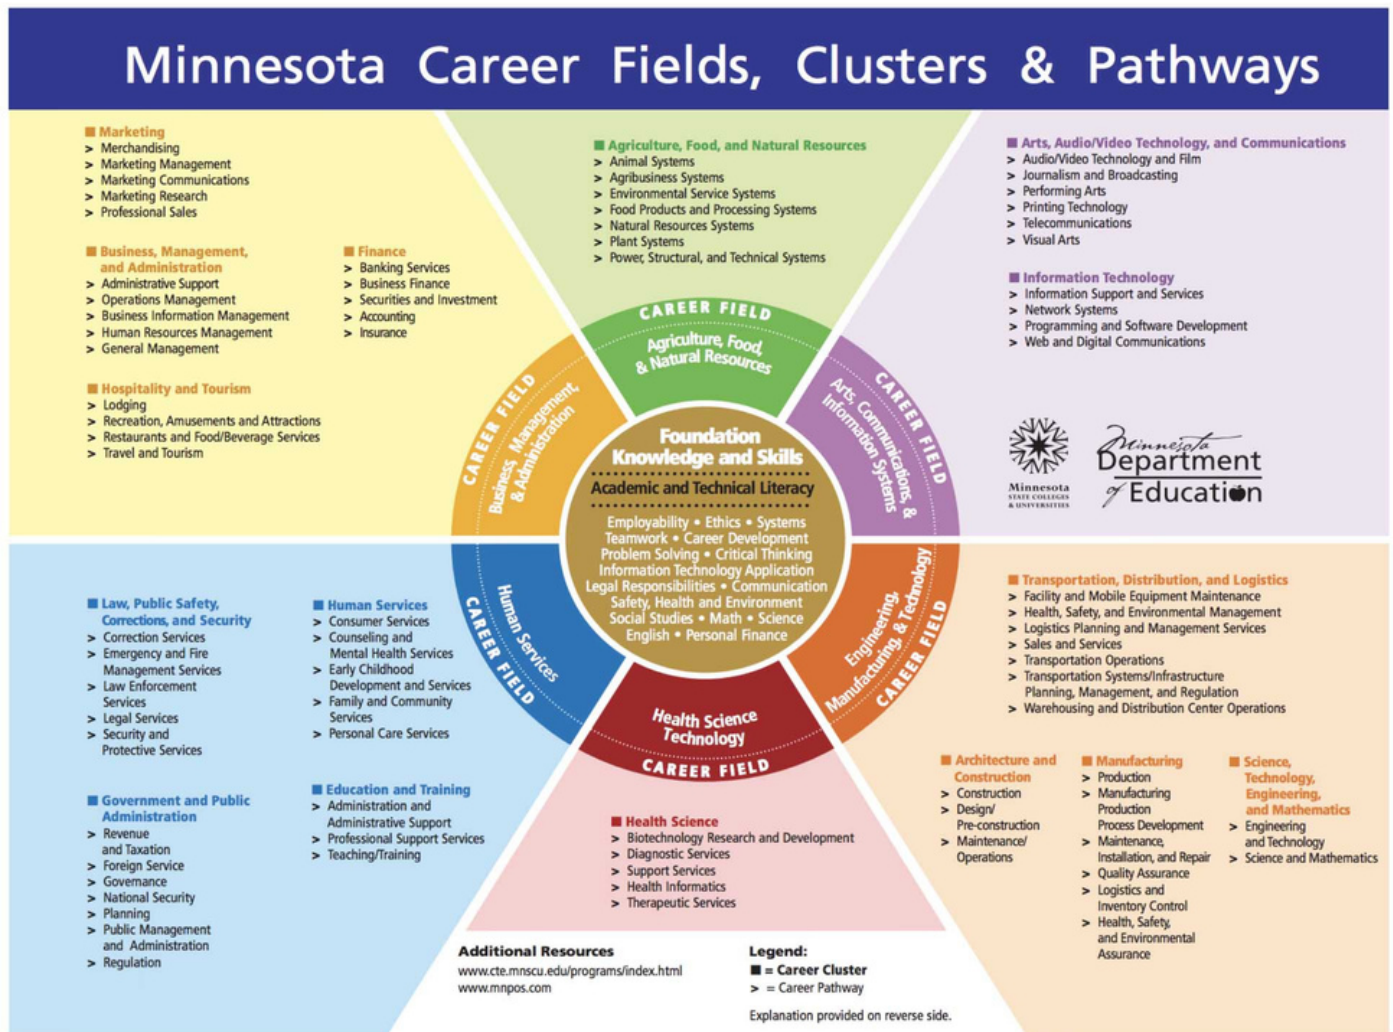 Minnesota Career Fields, Clusters & Pathways
■ Marketing
> Merchandising
> Marketing Management
> Marketing Communications
> Marketing Research
> Professional Sales
■ Business, Management,
and Administration
> Administrative Support
> Operations Management
> Business Information Management
> Human Resources Management
> General Management
■ Finance
> Banking Services
> Business Finance
> Securities and Investment
> Accounting
> Insurance
■ Hospitality and Tourism
> Lodging
> Recreation, Amusements and Attractions
> Restaurants and Food/Beverage Services
> Travel and Tourism
■ Agriculture, Food, and Natural Resources
> Animal Systems
> Agribusiness Systems
> Environmental Service Systems
> Food Products and Processing Systems
> Natural Resources Systems
> Plant Systems
> Power, Structural, and Technical Systems
■ Arts, Audio/Video Technology, and Communications
> Audio/Video Technology and Film
> Journalism and Broadcasting
> Performing Arts
> Printing Technology
> Telecommunications
> Visual Arts
■ Information Technology
> Information Support and Services
> Network Systems
> Programming and Software Development
> Web and Digital Communications
Minnesota
STATE COLLEGES
& UNIVERSITIES
Minnesota
Department
of Education
CAREER FIELD
Agriculture, Food,
& Natural Resources
CAREER FIELD
Business, Management,
& Administration
CAREER FIELD
Arts, Communications, &
Information Systems
Foundation
Knowledge and Skills
Academic and Technical Literacy
Employability • Ethics • Systems
Teamwork • Career Development
Problem Solving • Critical Thinking
Information Technology Application
Legal Responsibilities • Communication
Safety, Health and Environment
Social Studies • Math • Science
English • Personal Finance
Human Services
CAREER FIELD
Engineering,
Manufacturing, & Technology
CAREER FIELD
Health Science
Technology
CAREER FIELD
■ Law, Public Safety,
Corrections, and Security
> Correction Services
> Emergency and Fire
Management Services
> Law Enforcement
Services
> Legal Services
> Security and
Protective Services
■ Human Services
> Consumer Services
> Counseling and
Mental Health Services
> Early Childhood
Development and Services
> Family and Community
Services
> Personal Care Services
■ Government and Public
Administration
> Revenue
and Taxation
> Foreign Service
> Governance
> National Security
> Planning
> Public Management
and Administration
> Regulation
■ Education and Training
> Administration and
Administrative Support
> Professional Support Services
> Teaching/Training
■ Health Science
> Biotechnology Research and Development
> Diagnostic Services
> Support Services
> Health Informatics
> Therapeutic Services
■ Transportation, Distribution, and Logistics
> Facility and Mobile Equipment Maintenance
> Health, Safety, and Environmental Management
> Logistics Planning and Management Services
> Sales and Services
> Transportation Operations
> Transportation Systems/Infrastructure
Planning, Management, and Regulation
> Warehousing and Distribution Center Operations
■ Architecture and
Construction
> Construction
> Design/
Pre-construction
> Maintenance/
Operations
■ Manufacturing
> Production
> Manufacturing
Production
Process Development
> Maintenance,
Installation, and Repair
> Quality Assurance
> Logistics and
Inventory Control
> Health, Safety,
and Environmental
Assurance
■ Science,
Technology,
Engineering,
and Mathematics
> Engineering
and Technology
> Science and Mathematics
Additional Resources
www.cte.mnscu.edu/programs/index.html
www.mnpos.com
Legend:
■ = Career Cluster
> = Career Pathway
Explanation provided on reverse side.